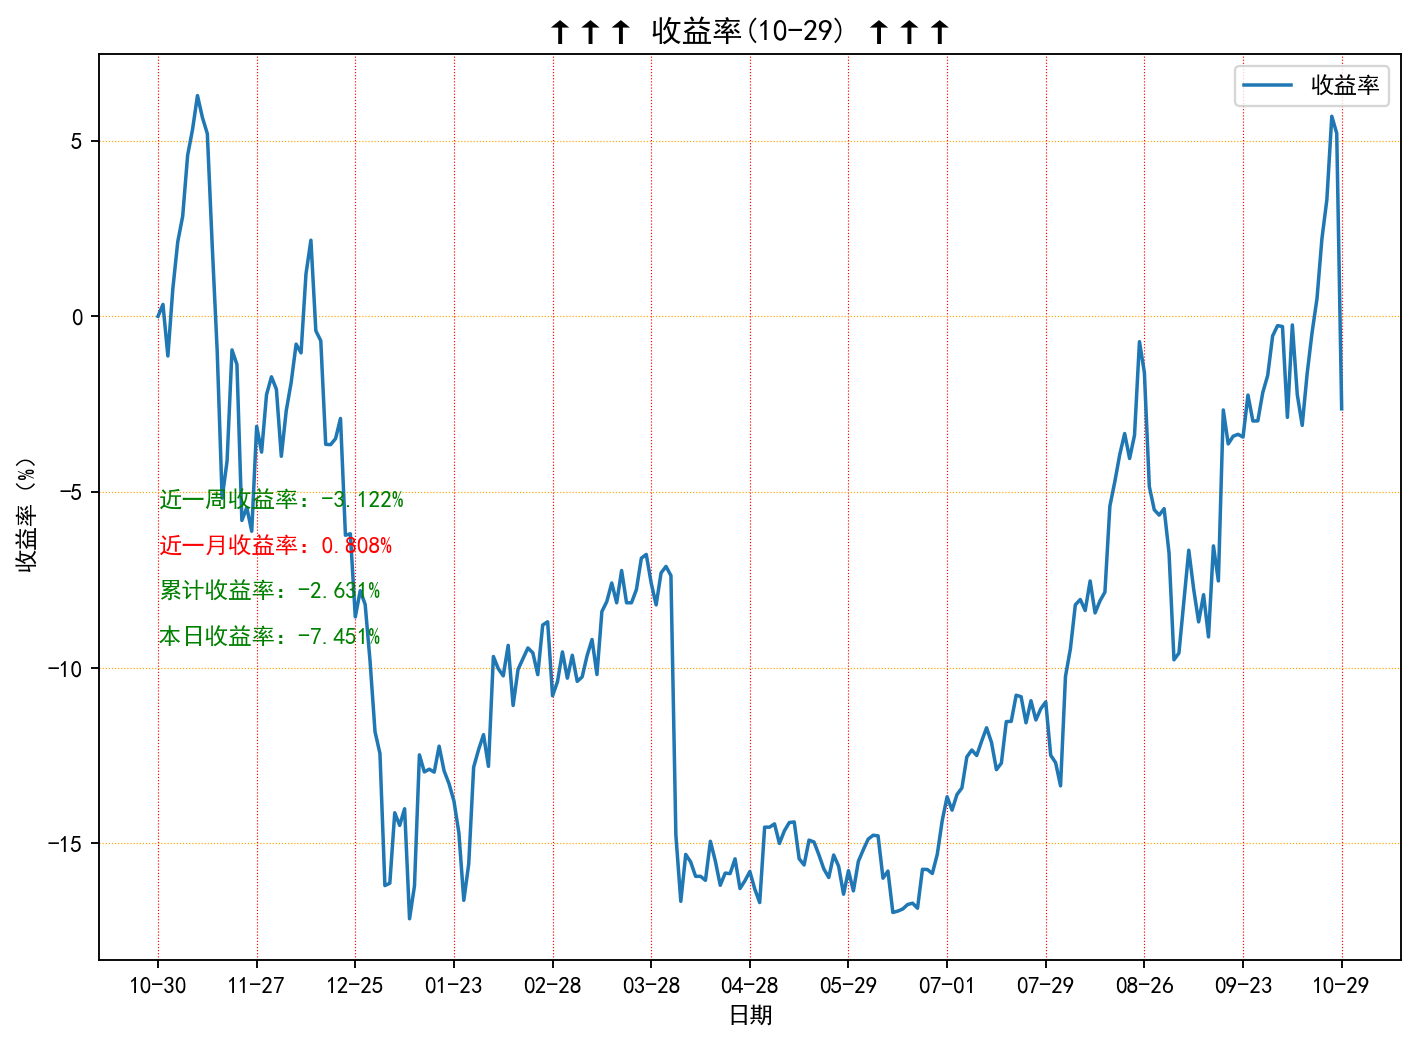 ↑↑↑ 收益率(10-29) ↑↑↑
收益率
5
0
-5
-10
-15
收益率 (%)
近一周收益率：-3.122%
近一月收益率：0.808%
累计收益率：-2.631%
本日收益率：-7.451%
10-30 11-27 12-25 01-23 02-28 03-28 04-28 05-29 07-01 07-29 08-26 09-23 10-29
日期